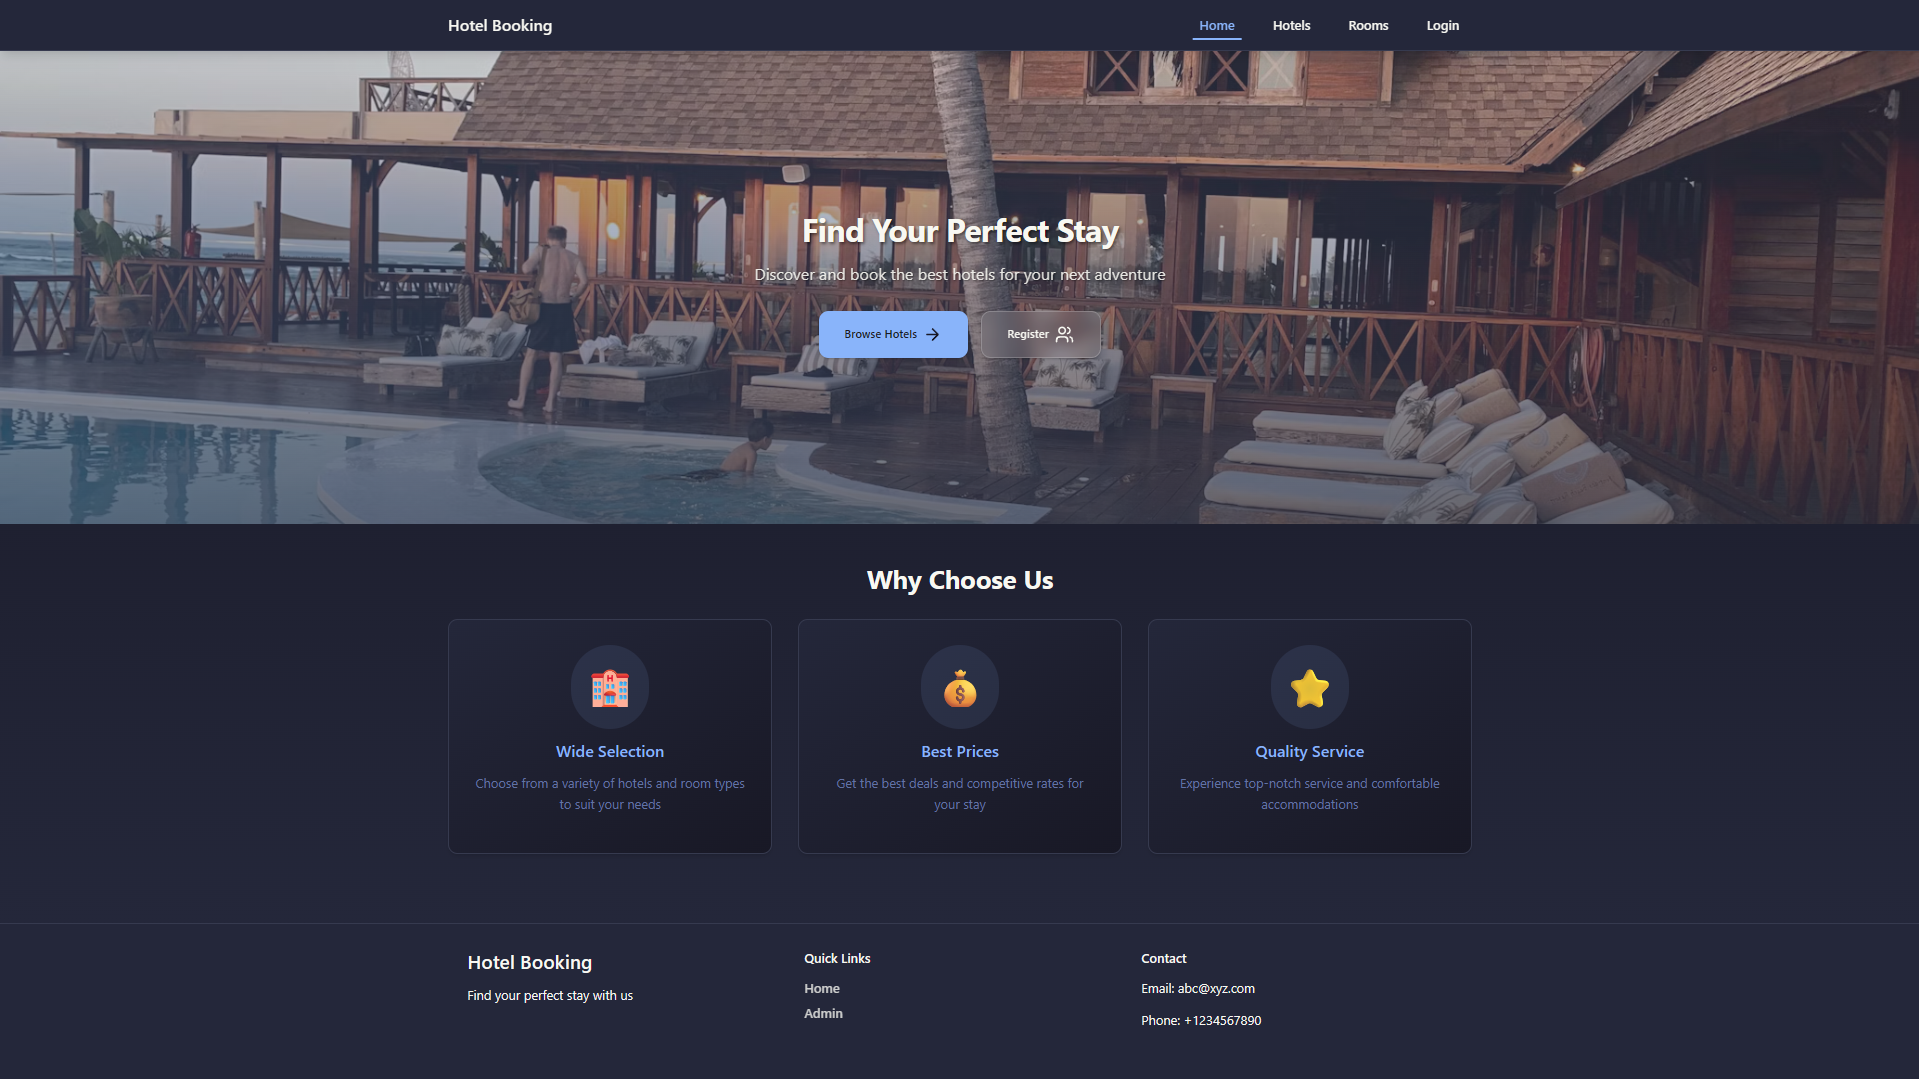 Hotel Booking
Home
Hotels
Rooms
Login
Find Your Perfect Stay
Discover and book the best hotels for your next adventure
Browse Hotels
Register
Why Choose Us
Wide Selection
Choose from a variety of hotels and room types
to suit your needs
Best Prices
Get the best deals and competitive rates for
your stay
Quality Service
Experience top-notch service and comfortable
accommodations
Hotel Booking
Find your perfect stay with us
Quick Links
Home
Admin
Contact
Email: abc@xyz.com
Phone: +1234567890